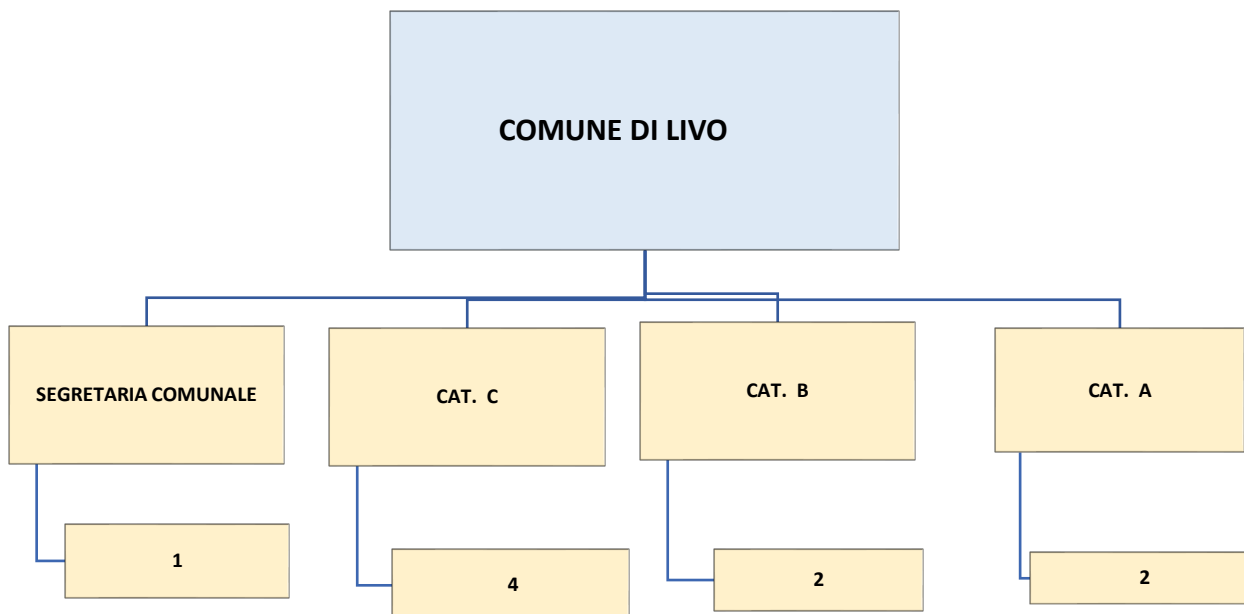 COMUNE DI LIVO
SEGRETARIA COMUNALE
CAT. C
CAT. B
CAT. A
1
4
2
2